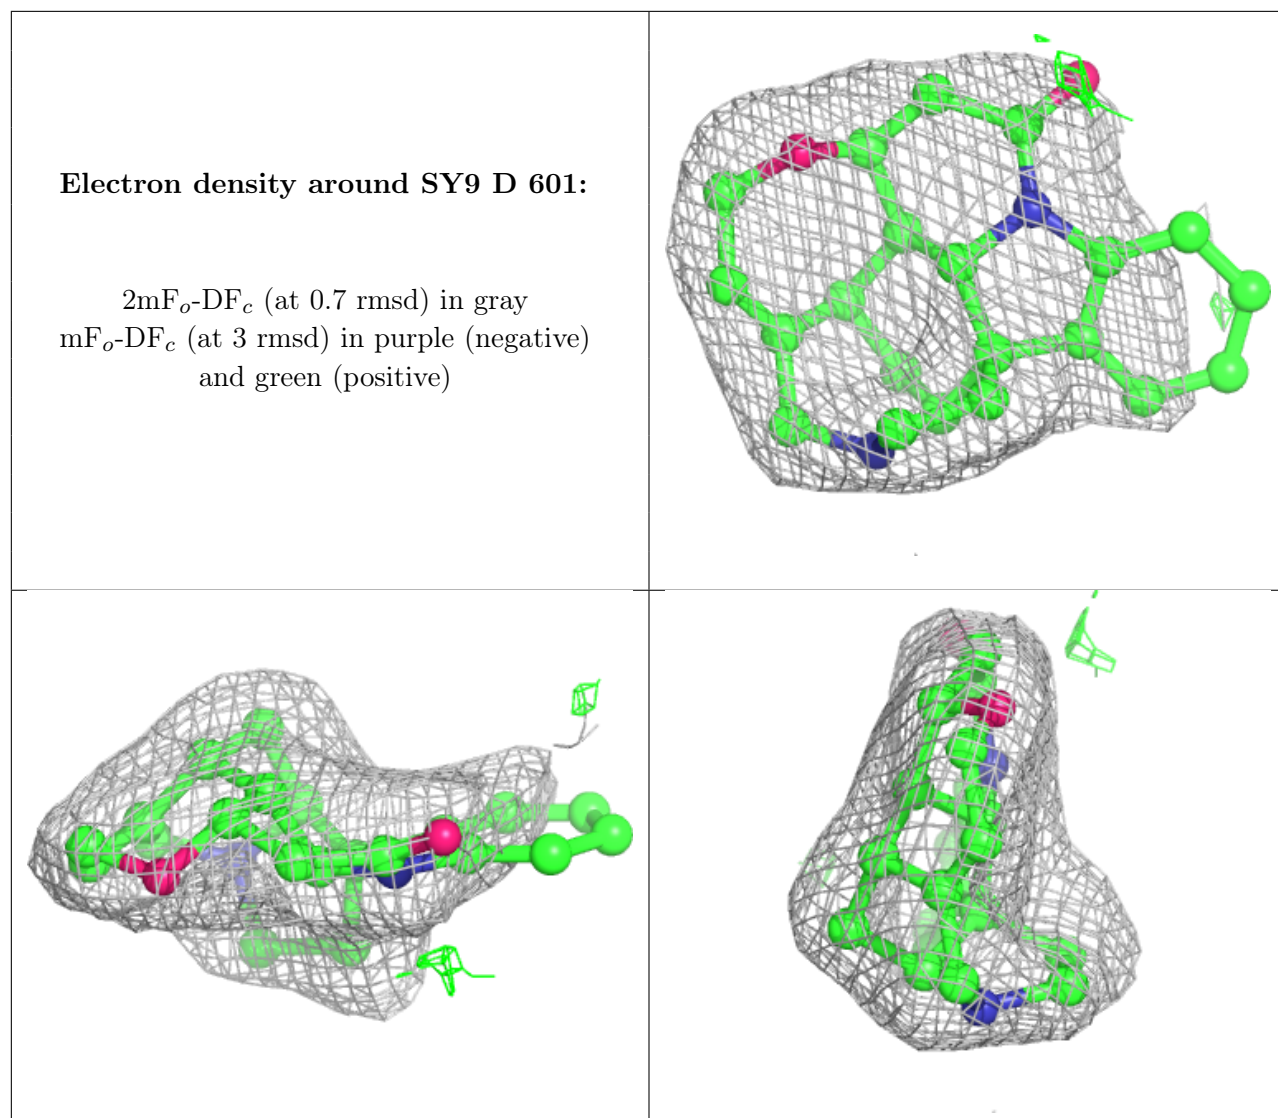 Electron density around SY9 D 601:
2mFo-DFc (at 0.7 rmsd) in gray
mFo-DFc (at 3 rmsd) in purple (negative)
and green (positive)